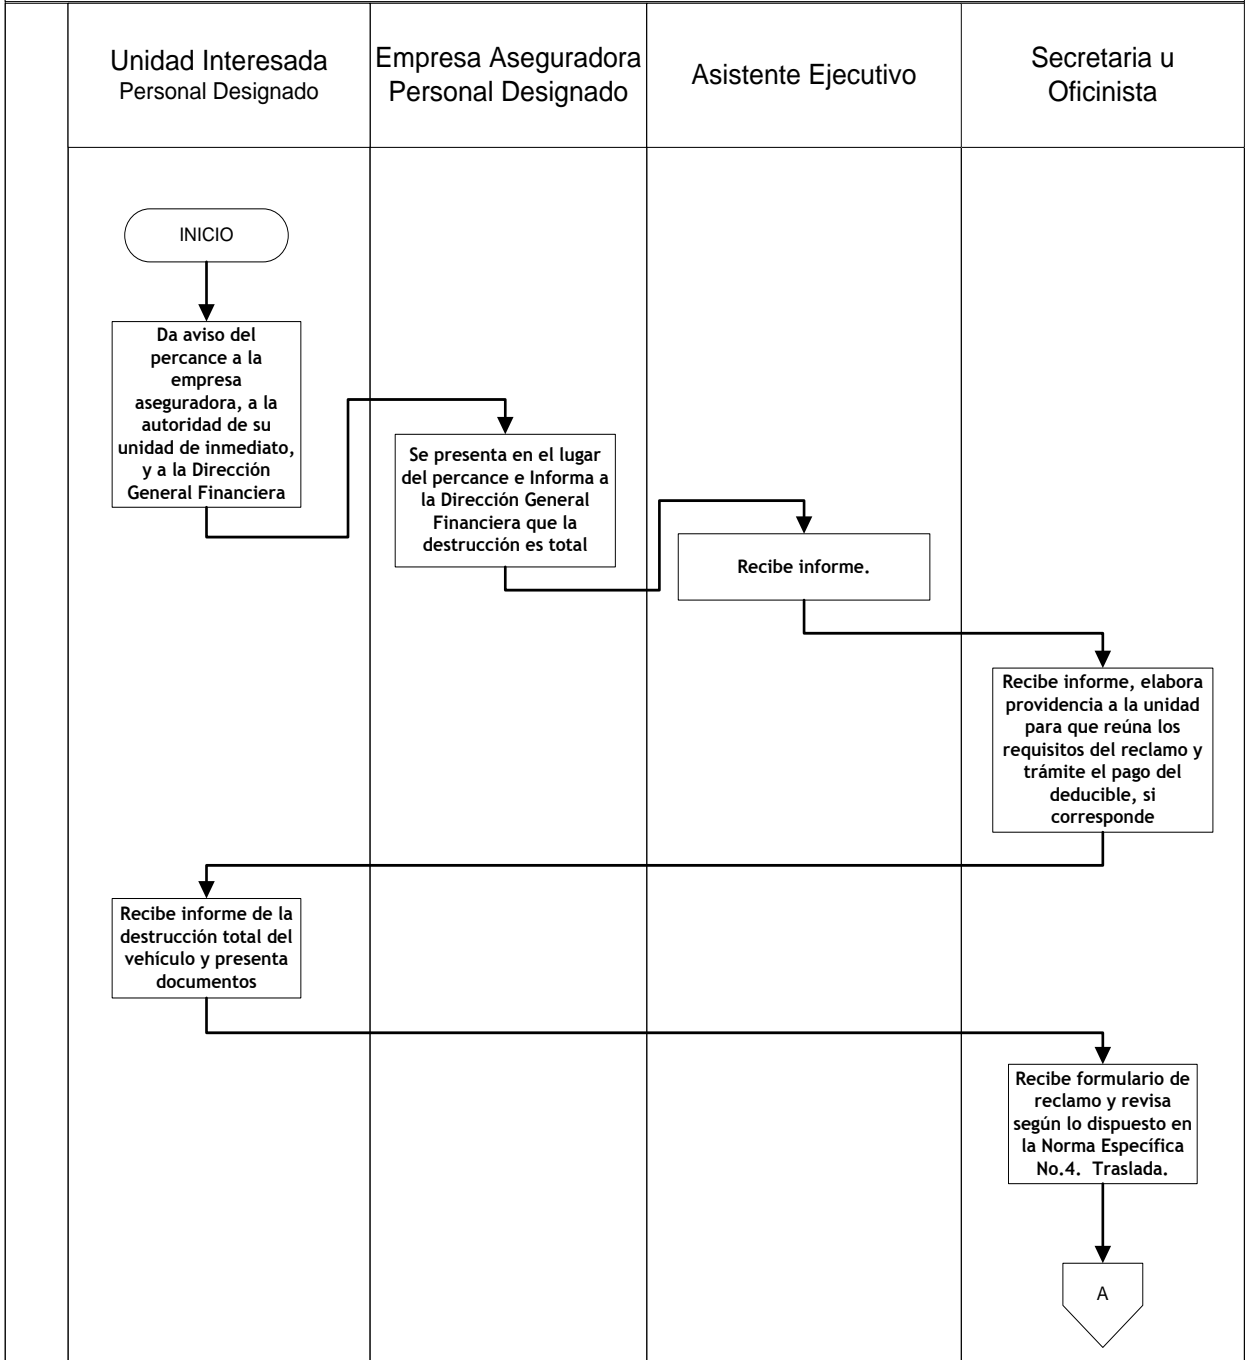 Unidad Interesada
Personal Designado
Empresa Aseguradora
Personal Designado
Asistente Ejecutivo
Secretaria u
Oficinista
INICIO
Da aviso del
percance a la
empresa
aseguradora, a la
autoridad de su
unidad de inmediato,
y a la Dirección
General Financiera
Se presenta en el lugar
del percance e Informa a
la Dirección General
Financiera que la
destrucción es total
Recibe informe.
Recibe informe, elabora
providencia a la unidad
para que reúna los
requisitos del reclamo y
trámite el pago del
deducible, si
corresponde
Recibe informe de la
destrucción total del
vehículo y presenta
documentos
Recibe formulario de
reclamo y revisa
según lo dispuesto en
la Norma Específica
No.4. Traslada.
A